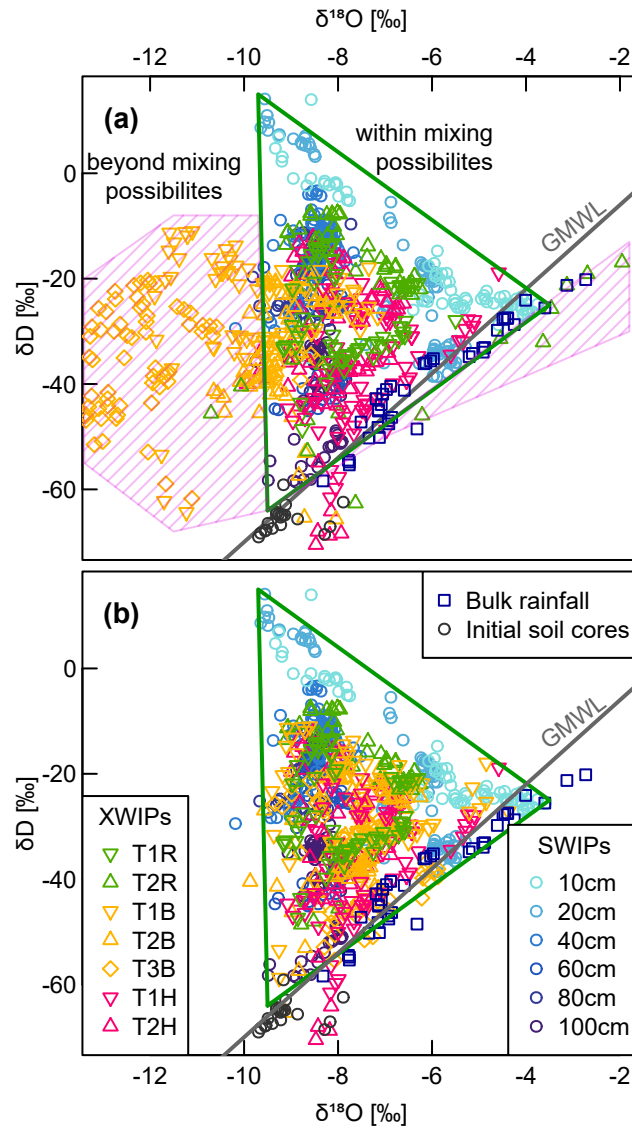 δ¹⁸O [‰]
-12 -10 -8 -6 -4 -2
(a)
within mixing
possibilites
beyond mixing
possibilites
GMWL
0
-20
-40
-60
δD [‰]
(b)
Bulk rainfall
Initial soil cores
GMWL
0
-20
-40
-60
δD [‰]
XWIPs
T1R
T2R
T1B
T2B
T3B
T1H
T2H
SWIPs
10cm
20cm
40cm
60cm
80cm
100cm
-12 -10 -8 -6 -4 -2
δ¹⁸O [‰]